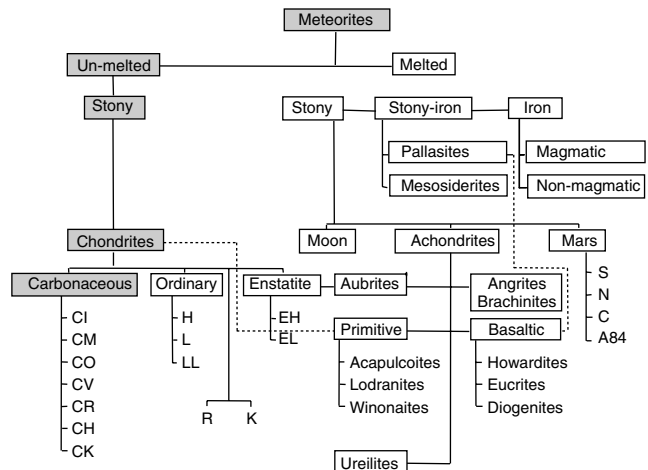 Meteorites
Un-melted
Melted
Stony
Stony
Stony-iron
Iron
Pallasites
Magmatic
Mesosiderites
Non-magmatic
Chondrites
Moon
Achondrites
Mars
Carbonaceous
Ordinary
Enstatite
Aubrites
Angrites
Brachinites
S
N
C
A84
CI
CM
CO
CV
CR
CH
CK
H
L
LL
R
K
EH
EL
Primitive
Basaltic
Acapulcoites
Lodranites
Winonaites
Howardites
Eucrites
Diogenites
Ureilites